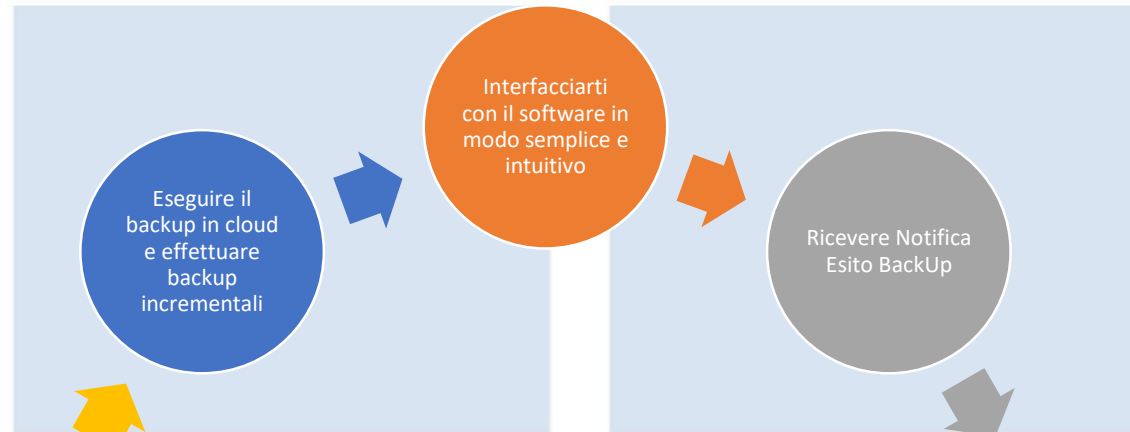 Interfacciarti
con il software in
modo semplice e
intuitivo
Eseguire il
backup in cloud
e effettuare
backup
incrementali
Ricevere Notifica
Esito BackUp